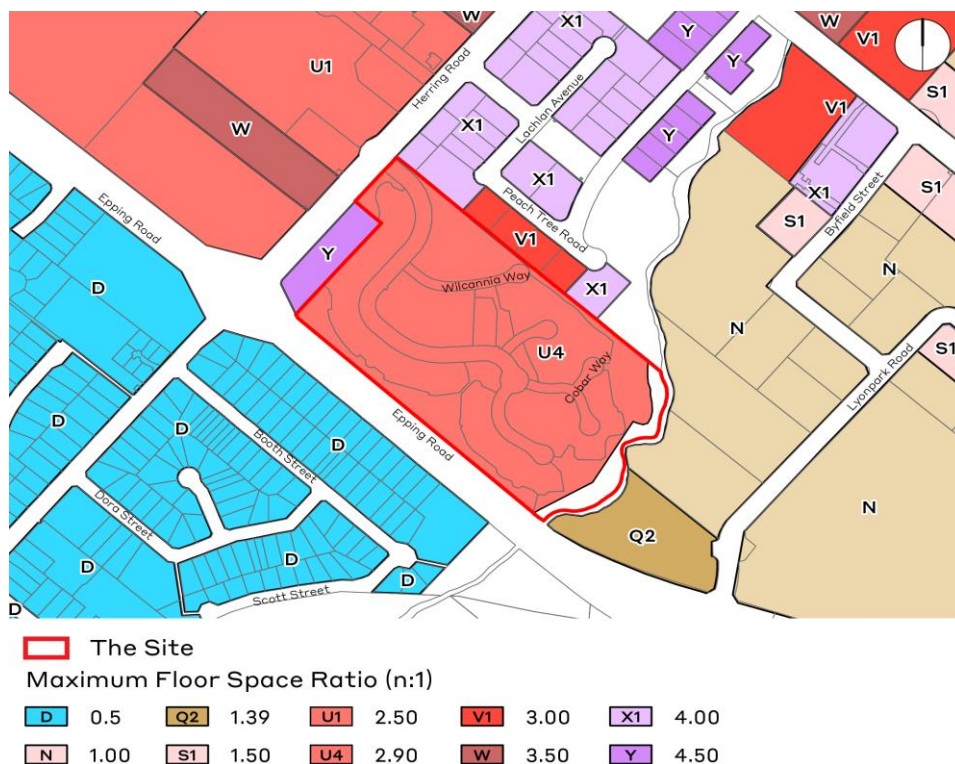 X1
W
W
V1
Y
Y
U1
Herring Road
S1
W
Lachlan Avenue
V1
X1
Y
X1
X1
S1
Epping Road
Peach Tree Road
S1
Byfield Street
Y
V1
D
Wilcannia Way
X1
N
N
U4
Cobar Way
Lyonpark Road
S1
D
D
Epping Road
D
Booth Street
Dora Street
N
Q2
D
D
D
Scott Street
D
The Site
Maximum Floor Space Ratio (n:1)
D 0.5 Q2 1.39 U1 2.50 V1 3.00 X1 4.00
N 1.00 S1 1.50 U4 2.90 W 3.50 Y 4.50